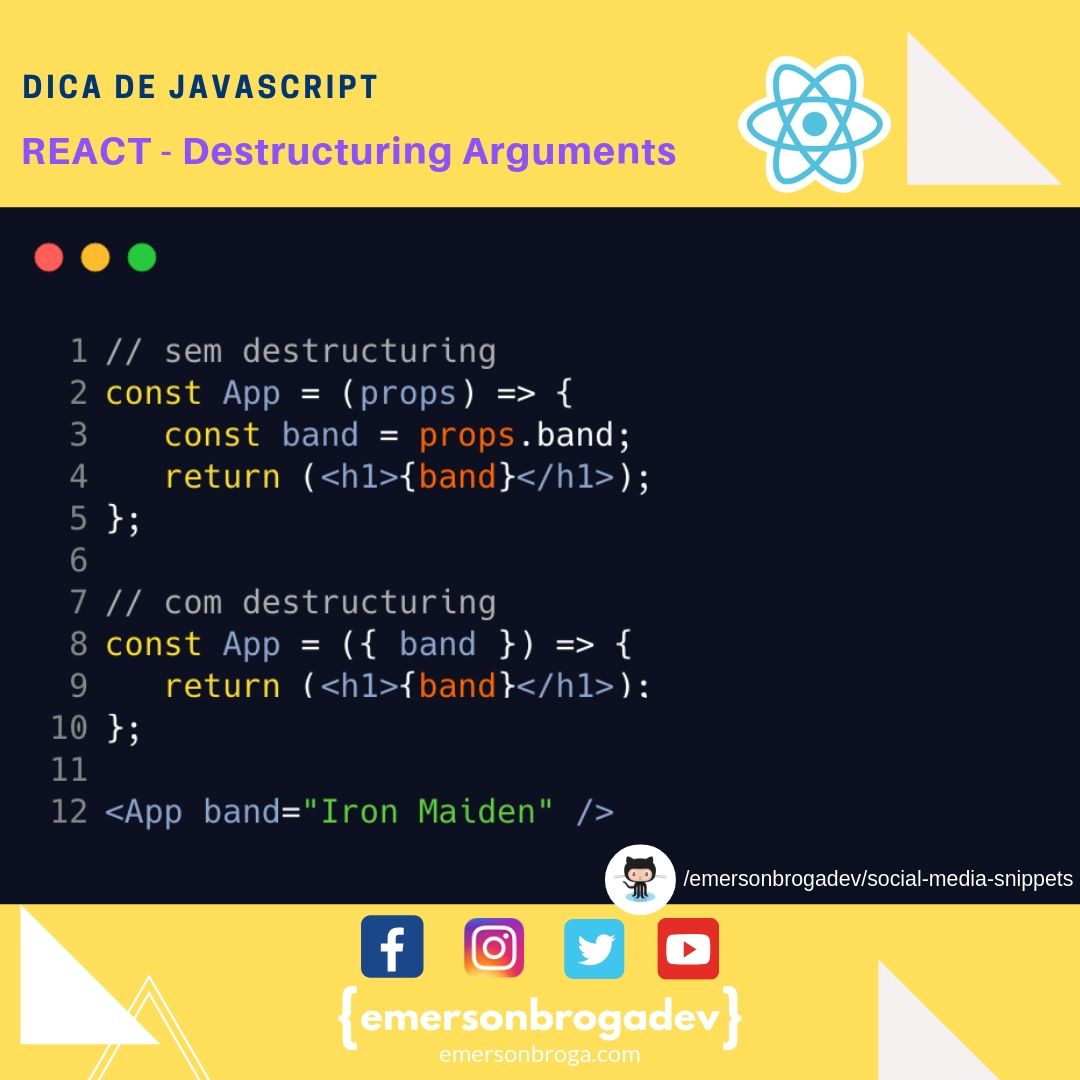 DICA DE JAVASCRIPT
REACT - Destructuring Arguments
1 // sem destructuring
2 const App = (props) => {
3    const band = props.band;
4    return (<h1>{band}</h1>);
5 };
6
7 // com destructuring
8 const App = ({ band }) => {
9    return (<h1>{band}</h1>);
10 };
11
12 <App band="Iron Maiden" />
/emersonbrogadev/social-media-snippets
{emersonbrogadev}
emersonbroga.com